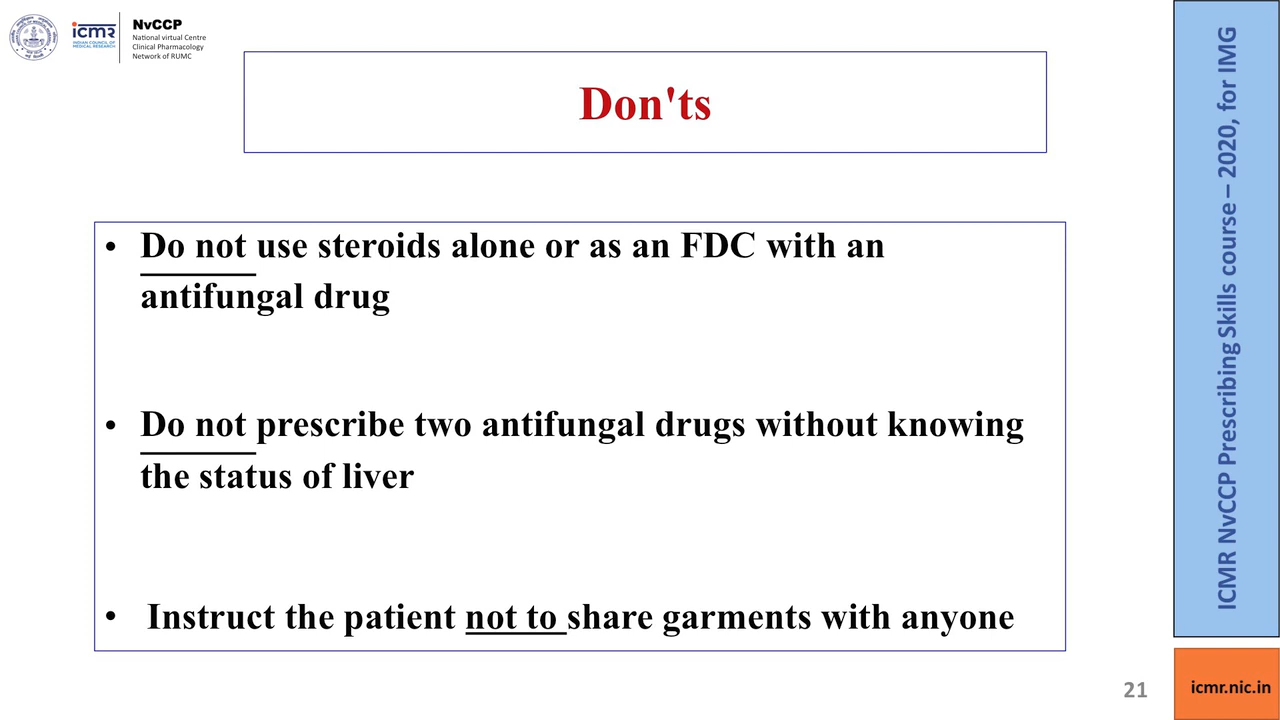 icmr
INDIAN COUNCIL OF
MEDICAL RESEARCH
NvCCP
National virtual Centre
Clinical Pharmacology
Network of RUMC
Don'ts
• Do not use steroids alone or as an FDC with an
antifungal drug
• Do not prescribe two antifungal drugs without knowing
the status of liver
• Instruct the patient not to share garments with anyone
ICMR NvCCP Prescribing Skills course – 2020, for IMG
21
icmr.nic.in